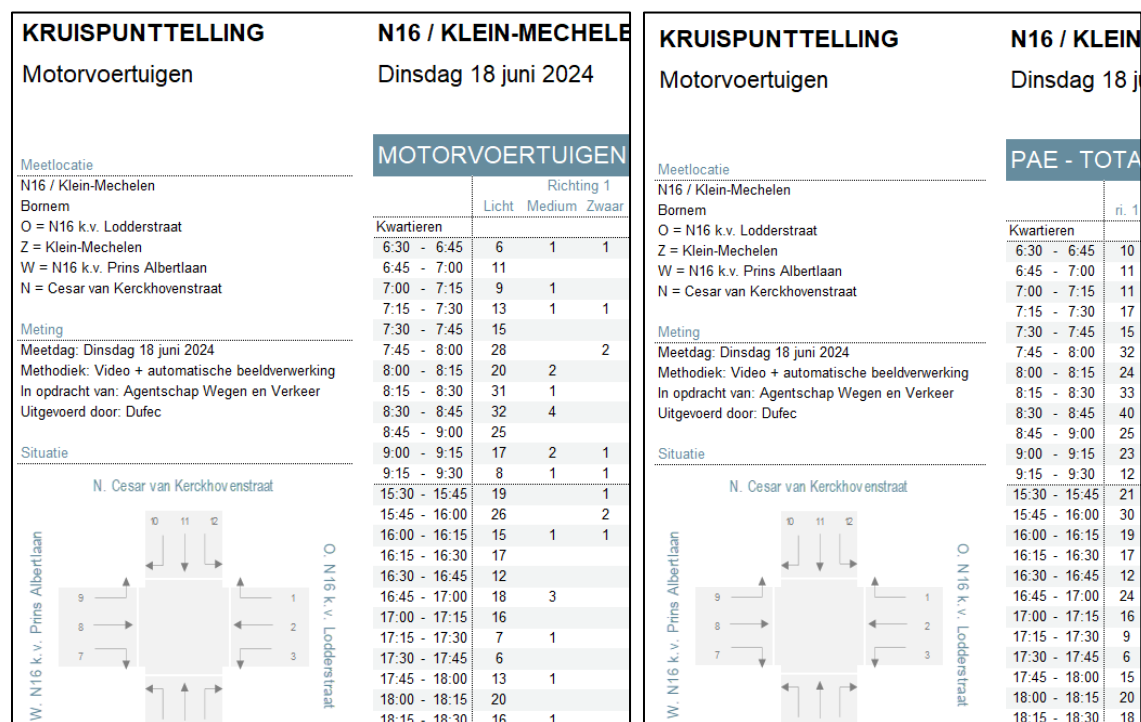 KRUISPUNTTELLING
N16 / KLEIN-MECHELE
Motorvoertuigen
Dinsdag 18 juni 2024
MOTORVOERTUIGEN
Meetlocatie
N16 / Klein-Mechelen
Bornem
O = N16 k.v. Lodderstraat
Z = Klein-Mechelen
W = N16 k.v. Prins Albertlaan
N = Cesar van Kerckhovenstraat
Meting
Meetdag: Dinsdag 18 juni 2024
Methodiek: Video + automatische beeldverwerking
In opdracht van: Agentschap Wegen en Verkeer
Uitgevoerd door: Dufec
Situatie
N. Cesar van Kerckhovenstraat
10 11 12
W. N16 k.v. Prins Albertlaan
O. N16 k.v. Lodderstraat
9 1
8 2
7 3
Richting 1
Licht Medium Zwaar
Kwartieren
6:30 - 6:45 6 1 1
6:45 - 7:00 11
7:00 - 7:15 9 1
7:15 - 7:30 13 1 1
7:30 - 7:45 15
7:45 - 8:00 28 2
8:00 - 8:15 20 2
8:15 - 8:30 31 1
8:30 - 8:45 32 4
8:45 - 9:00 25
9:00 - 9:15 17 2 1
9:15 - 9:30 8 1 1
15:30 - 15:45 19 1
15:45 - 16:00 26 2
16:00 - 16:15 15 1 1
16:15 - 16:30 17
16:30 - 16:45 12
16:45 - 17:00 18 3
17:00 - 17:15 16
17:15 - 17:30 7 1
17:30 - 17:45 6
17:45 - 18:00 13 1
18:00 - 18:15 20
18:15 - 18:30 16 1
KRUISPUNTTELLING
N16 / KLEIN
Motorvoertuigen
Dinsdag 18 ju
PAE - TOTA
Meetlocatie
N16 / Klein-Mechelen
Bornem
O = N16 k.v. Lodderstraat
Z = Klein-Mechelen
W = N16 k.v. Prins Albertlaan
N = Cesar van Kerckhovenstraat
Meting
Meetdag: Dinsdag 18 juni 2024
Methodiek: Video + automatische beeldverwerking
In opdracht van: Agentschap Wegen en Verkeer
Uitgevoerd door: Dufec
Situatie
N. Cesar van Kerckhovenstraat
10 11 12
W. N16 k.v. Prins Albertlaan
O. N16 k.v. Lodderstraat
9 1
8 2
7 3
ri. 1
Kwartieren
6:30 - 6:45 10
6:45 - 7:00 11
7:00 - 7:15 11
7:15 - 7:30 17
7:30 - 7:45 15
7:45 - 8:00 32
8:00 - 8:15 24
8:15 - 8:30 33
8:30 - 8:45 40
8:45 - 9:00 25
9:00 - 9:15 23
9:15 - 9:30 12
15:30 - 15:45 21
15:45 - 16:00 30
16:00 - 16:15 19
16:15 - 16:30 17
16:30 - 16:45 12
16:45 - 17:00 24
17:00 - 17:15 16
17:15 - 17:30 9
17:30 - 17:45 6
17:45 - 18:00 15
18:00 - 18:15 20
18:15 - 18:30 18